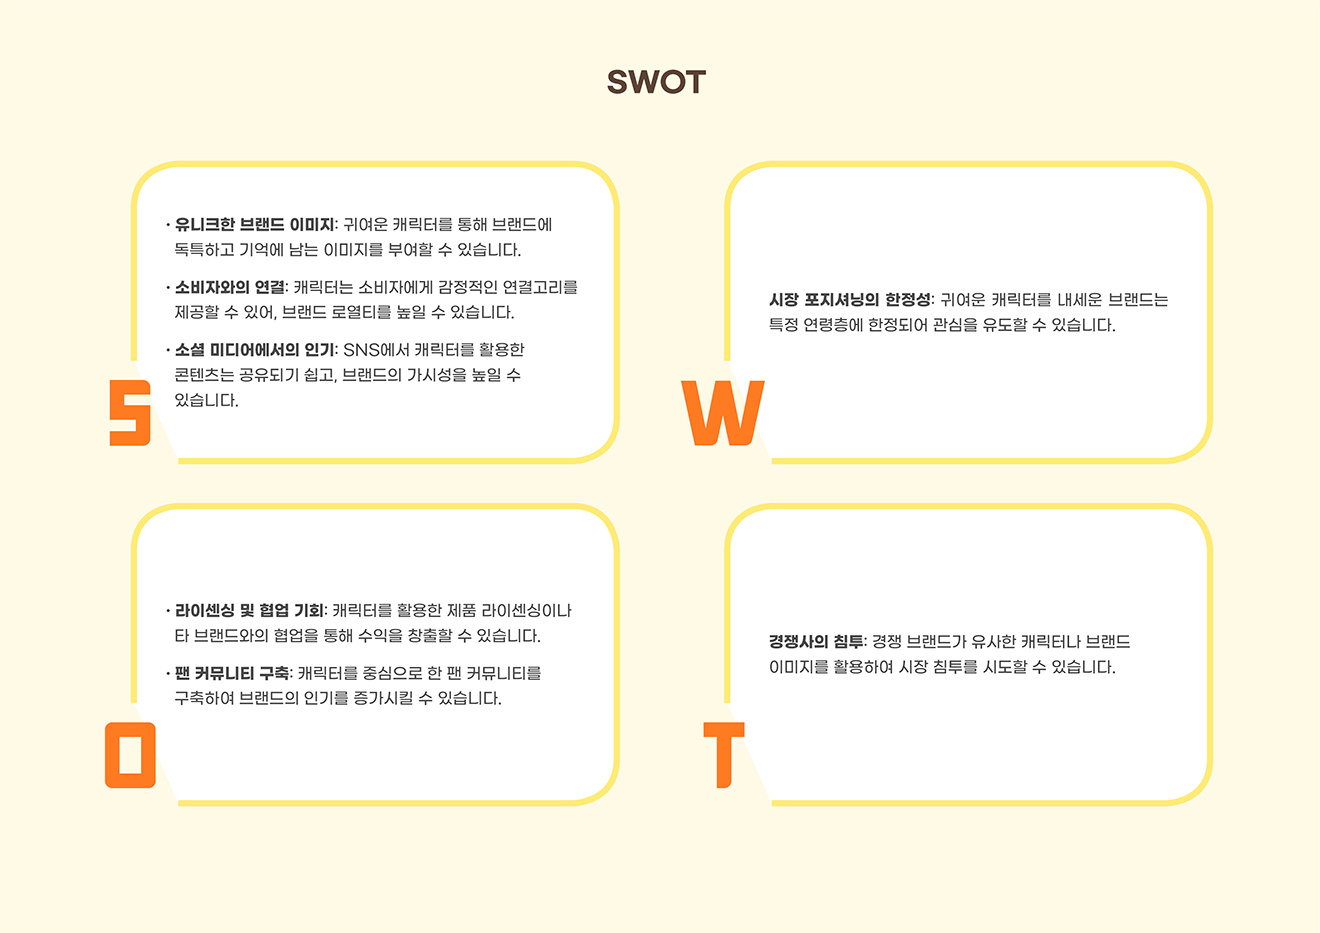 SWOT
· 유니크한 브랜드 이미지: 귀여운 캐릭터를 통해 브랜드에
독특하고 기억에 남는 이미지를 부여할 수 있습니다.
· 소비자와의 연결: 캐릭터는 소비자에게 감정적인 연결고리를
제공할 수 있어, 브랜드 로열티를 높일 수 있습니다.
· 소셜 미디어에서의 인기: SNS에서 캐릭터를 활용한
콘텐츠는 공유되기 쉽고, 브랜드의 가시성을 높일 수
있습니다.
S
시장 포지셔닝의 한정성: 귀여운 캐릭터를 내세운 브랜드는
특정 연령층에 한정되어 관심을 유도할 수 있습니다.
W
· 라이센싱 및 협업 기회: 캐릭터를 활용한 제품 라이센싱이나
타 브랜드와의 협업을 통해 수익을 창출할 수 있습니다.
· 팬 커뮤니티 구축: 캐릭터를 중심으로 한 팬 커뮤니티를
구축하여 브랜드의 인기를 증가시킬 수 있습니다.
O
경쟁사의 침투: 경쟁 브랜드가 유사한 캐릭터나 브랜드
이미지를 활용하여 시장 침투를 시도할 수 있습니다.
T